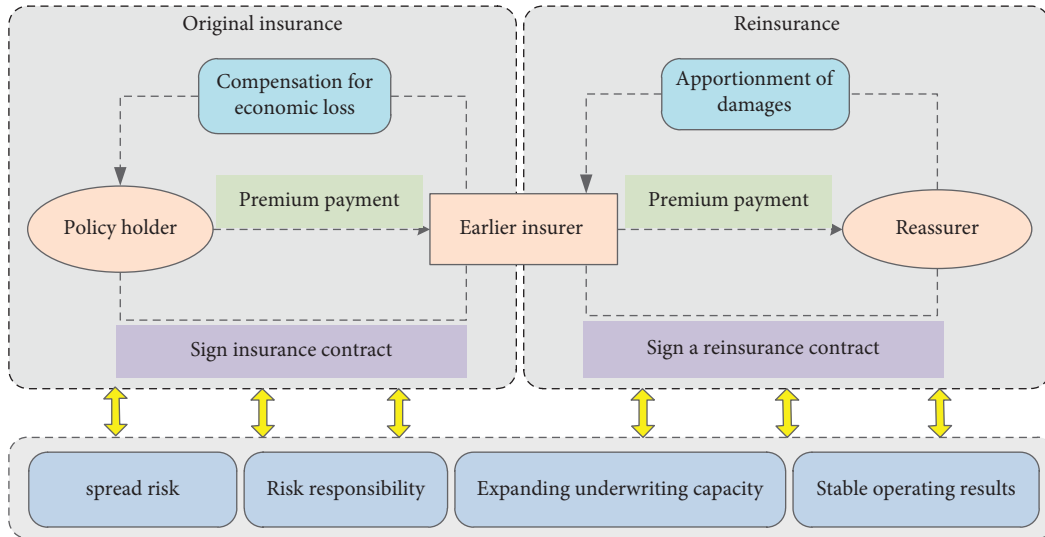 Original insurance
Reinsurance
Compensation for
economic loss
Apportionment of
damages
Premium payment
Premium payment
Policy holder
Earlier insurer
Reassurer
Sign insurance contract
Sign a reinsurance contract
spread risk
Risk responsibility
Expanding underwriting capacity
Stable operating results